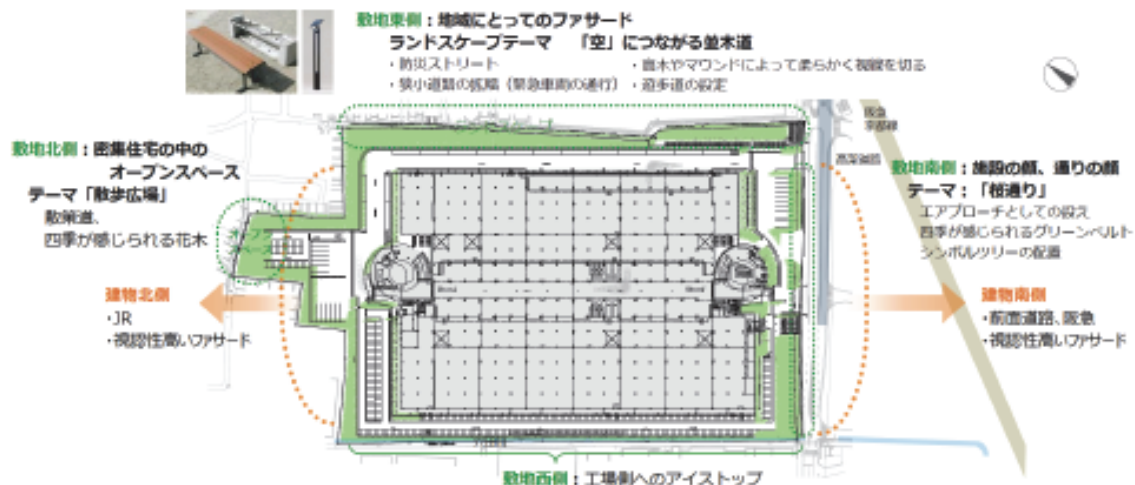 敷地東側：地域にとってのファサード
ランドスケープテーマ 「空」につながる並木道
・防災ストリート
・狭小道路の拡幅（緊急車両の通行）
・高木やマウンドによって柔らかく視線を切る
・遊歩道の設定
敷地北側：密集住宅の中の
オープンスペース
テーマ「散歩広場」
散策道、
四季が感じられる花木
建物北側
・JR
・視認性高いファサード
阪急
京都線
高架道路
敷地南側：施設の顔、通りの顔
テーマ：「桜通り」
エアプローチとしての設え
四季が感じられるグリーンベルト
シンボルツリーの配置
建物南側
・前面道路、阪急
・視認性高いファサード
敷地西側：工場側へのアイストップ